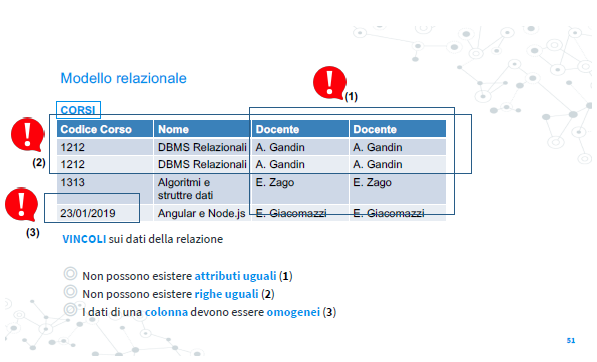 Modello relazionale
(1)
CORSI
Codice Corso Nome Docente Docente
1212 DBMS Relazionali A. Gandin A. Gandin
(2)
1212 DBMS Relazionali A. Gandin A. Gandin
1313 Algoritmi e E. Zago E. Zago
struttre dati
23/01/2019 Angular e Node.js E. Giacomazzi E. Giacomazzi
(3)
VINCOLI sui dati della relazione
Non possono esistere attributi uguali (1)
Non possono esistere righe uguali (2)
I dati di una colonna devono essere omogenei (3)
51